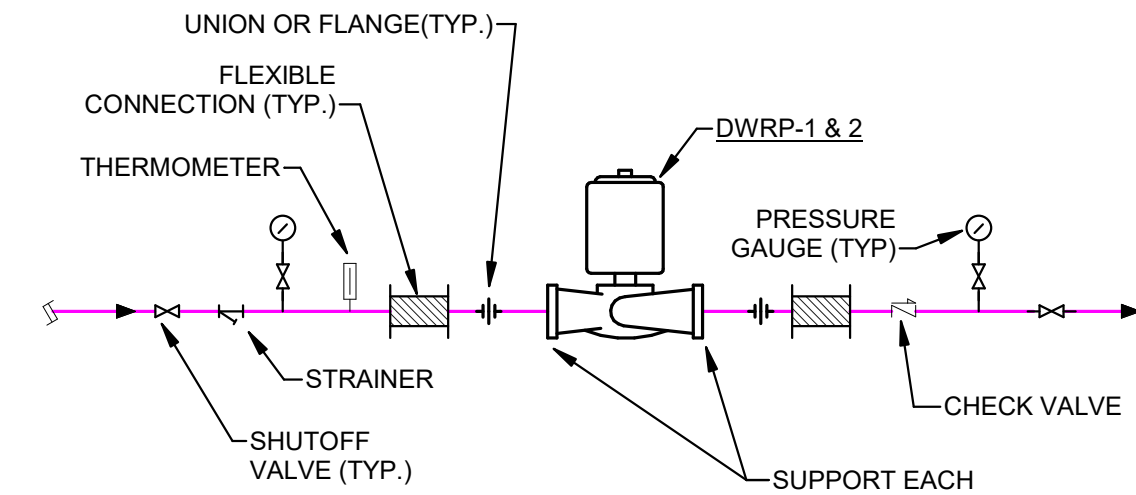 UNION OR FLANGE(TYP.)
FLEXIBLE
CONNECTION (TYP.)
DWRP-1 & 2
THERMOMETER
PRESSURE
GAUGE (TYP)
STRAINER
CHECK VALVE
SHUTOFF
VALVE (TYP.)
SUPPORT EACH